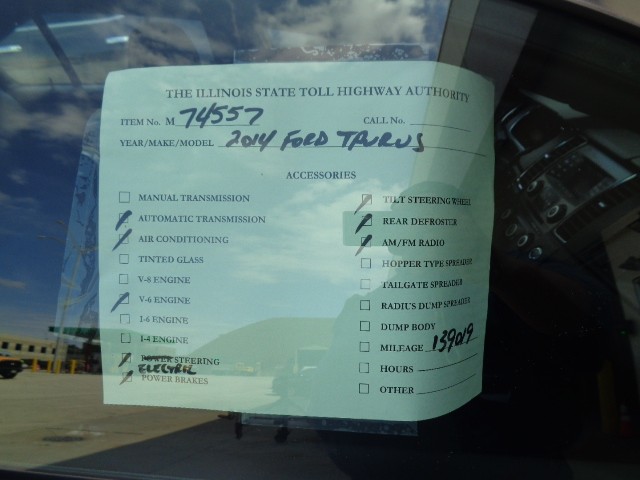 THE ILLINOIS STATE TOLL HIGHWAY AUTHORITY
ITEM No. M 74557 CALL No.
YEAR/MAKE/MODEL 2014 FORD TAURUS
ACCESSORIES
MANUAL TRANSMISSION
AUTOMATIC TRANSMISSION
AIR CONDITIONING
TINTED GLASS
V-8 ENGINE
V-6 ENGINE
I-6 ENGINE
I-4 ENGINE
POWER STEERING
ELECTRIC
POWER BRAKES
TILT STEERING WHEEL
REAR DEFROSTER
AM/FM RADIO
HOPPER TYPE SPREADER
TAILGATE SPREADER
RADIUS DUMP SPREADER
DUMP BODY
MILEAGE 139019
HOURS
OTHER